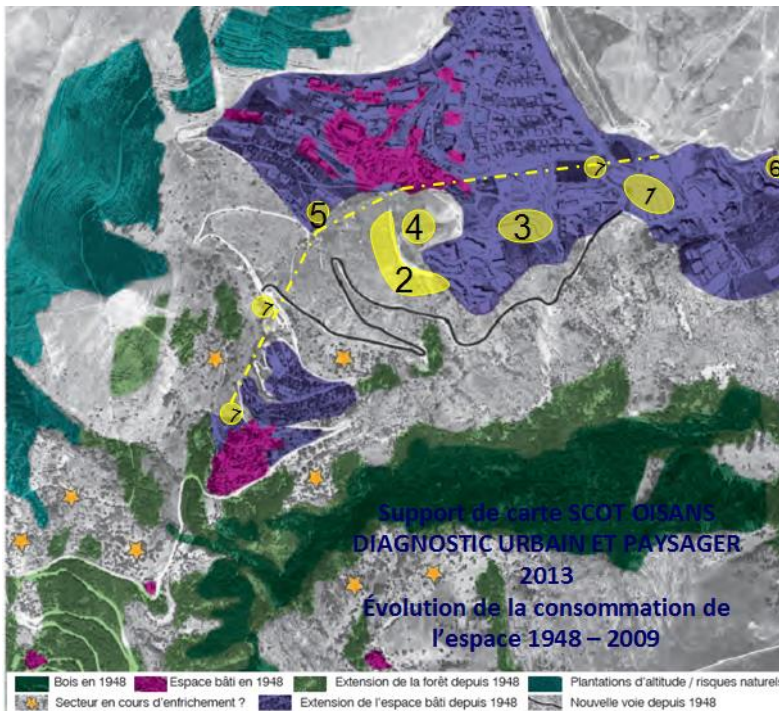 7
6
1
5
4
3
2
7
7
Support de carte SCOT OISANS
DIAGNOSTIC URBAIN ET PAYSAGER
2013
Évolution de la consommation de
l'espace 1948 – 2009
Bois en 1948 Espace bâti en 1948 Extension de la forêt depuis 1948 Plantations d'altitude / risques naturels
Secteur en cours d'enfrichement ? Extension de l'espace bâti depuis 1948 Nouvelle voie depuis 1948